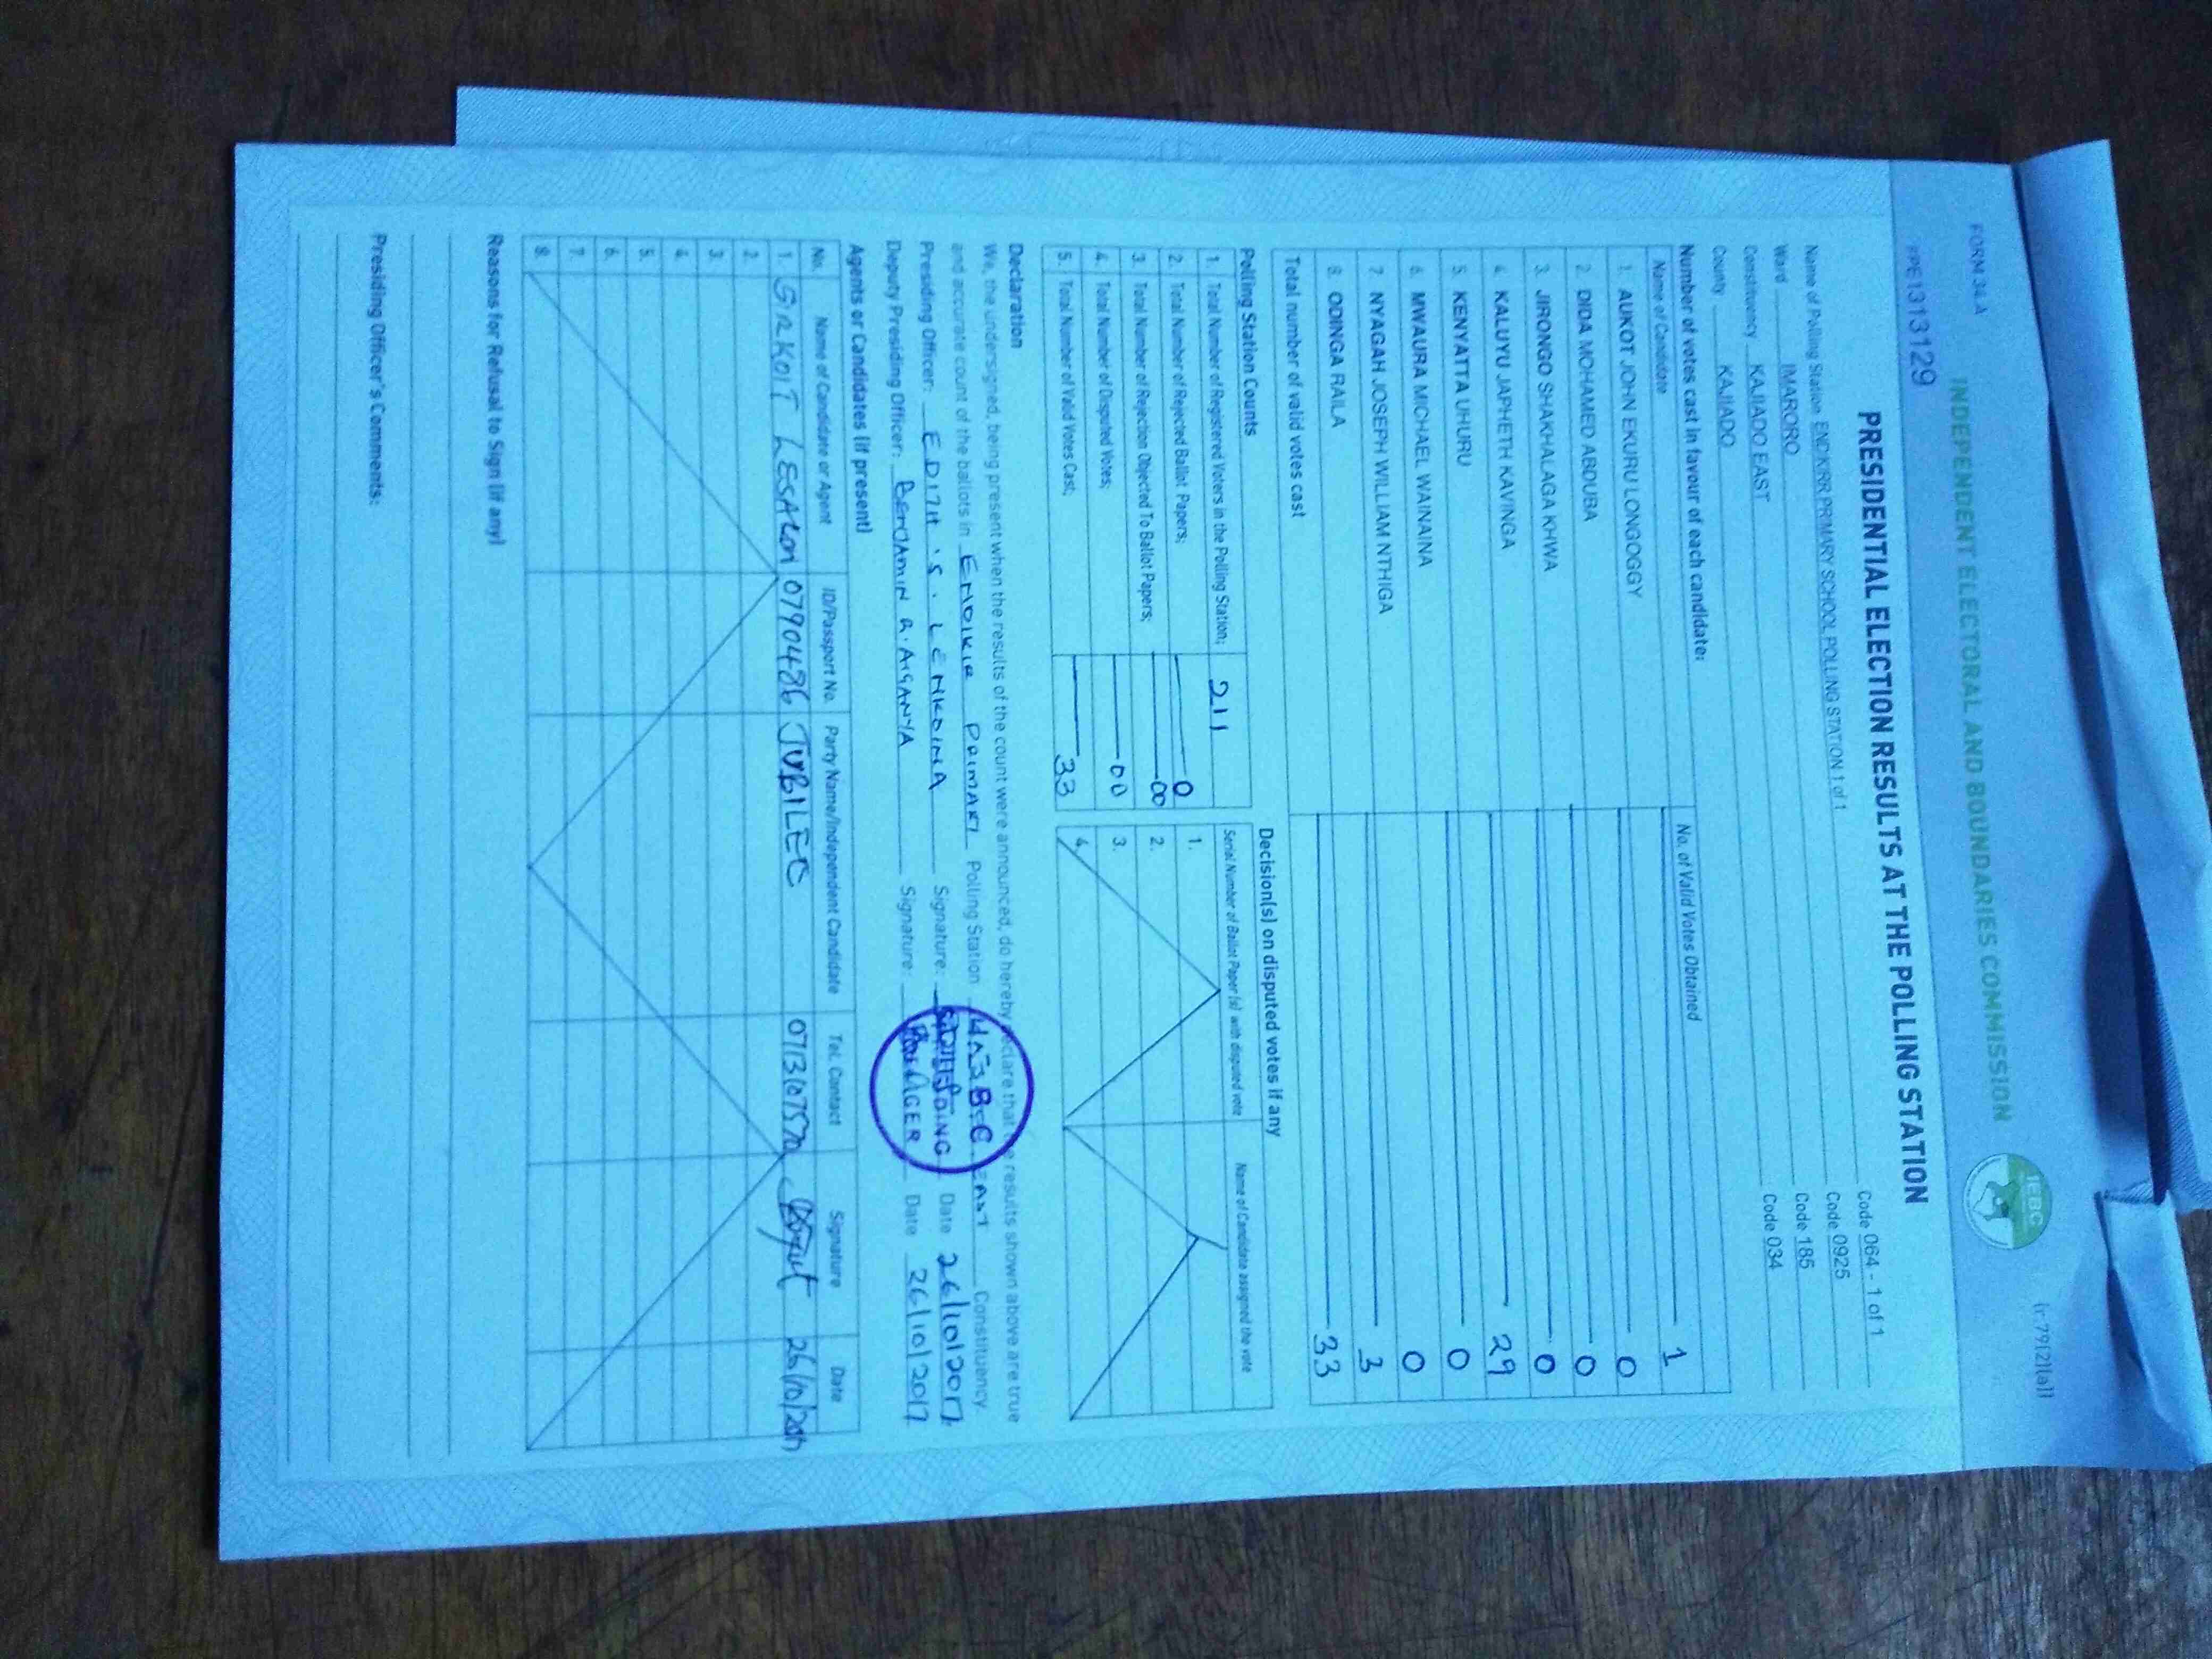 FORM 34A (r.79(2)(a))
INDEPENDENT ELECTORAL AND BOUNDARIES COMMISSION
IEBC
PPE1313129
PRESIDENTIAL ELECTION RESULTS AT THE POLLING STATION
Name of Polling Station ENDIKIRR PRIMARY SCHOOL POLLING STATION 1 of 1 Code 064 - 1 of 1
Ward IMARORO Code 0925
Constituency KAJIADO EAST Code 185
County KAJIADO Code 034
Number of votes cast in favour of each candidate:
Name of Candidate No. of Valid Votes Obtained
1. AUKOT JOHN EKURU LONGOGGY 1
2. DIDA MOHAMED ABDUBA 0
3. JIRONGO SHAKHALAGA KHWA 0
4. KALUYU JAPHETH KAVINGA 0
5. KENYATTA UHURU 29
6. MWAURA MICHAEL WAINAINA 0
7. NYAGAH JOSEPH WILLIAM NTHIGA 0
8. ODINGA RAILA 3
Total number of valid votes cast 33
Polling Station Counts
1. Total Number of Registered Voters in the Polling Station; 211
2. Total Number of Rejected Ballot Papers; 0
3. Total Number of Rejection Objected To Ballot Papers; 00
4. Total Number of Disputed Votes; 00
5. Total Number of Valid Votes Cast; 33
Decision(s) on disputed votes if any
Serial Number of Ballot Paper (s) with disputed vote Name of Candidate assigned the vote
1.
2.
3.
4.
Declaration
We, the undersigned, being present when the results of the count were announced, do hereby declare that the results shown above are true
and accurate count of the ballots in ENDIKIR PRIMARY Polling Station EAST Constituency.
Presiding Officer: EDITH .S. LENKOINA Signature: Date 26/10/2017
Deputy Presiding Officer: BENJAMIN Signature: Date 26/10/2017
Agents or Candidates (if present)
No. Name of Candidate or Agent ID/Passport No. Party Name/Independent Candidate Tel. Contact Signature Date
1. LESALON 07904486 JUBILEE 26/10/2017
2.
3.
4.
5.
6.
7.
8.
Reasons for Refusal to Sign (if any)
Presiding Officer's Comments: